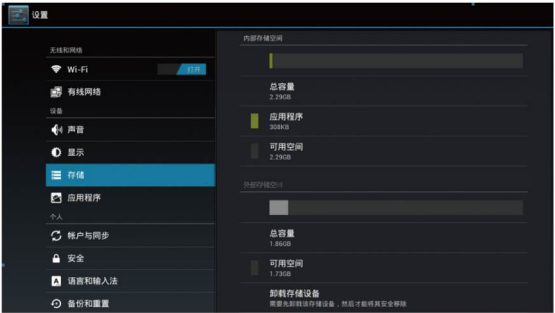 设置
无线和网络
Wi-Fi
打开
有线网络
设备
声音
显示
存储
应用程序
个人
帐户与同步
安全
A 语言和输入法
备份和重置
内部存储空间
总容量
2.29GB
应用程序
308KB
可用空间
2.29GB
外部存储空间
总容量
1.86GB
可用空间
1.73GB
卸载存储设备
需要先卸载该存储设备，然后才能将其安全移除